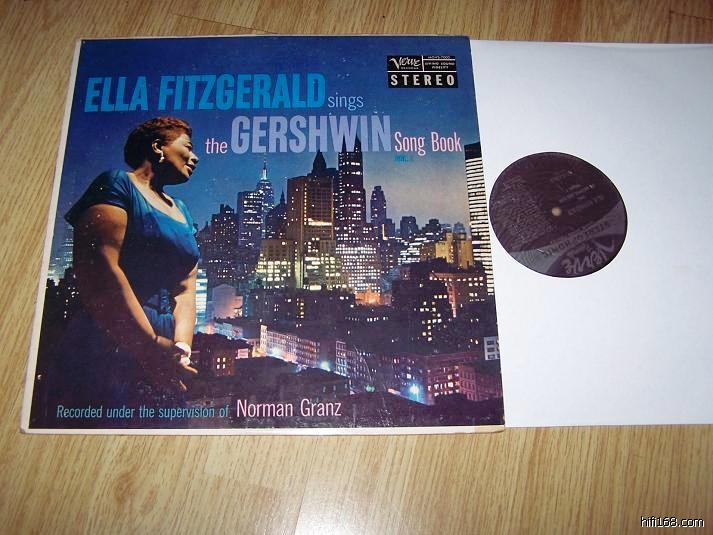 Verve
RECORDS
STEREO
ELLA FITZGERALD sings
the GERSHWIN Song Book
Recorded under the supervision of Norman Granz
Verve
hifi168.com